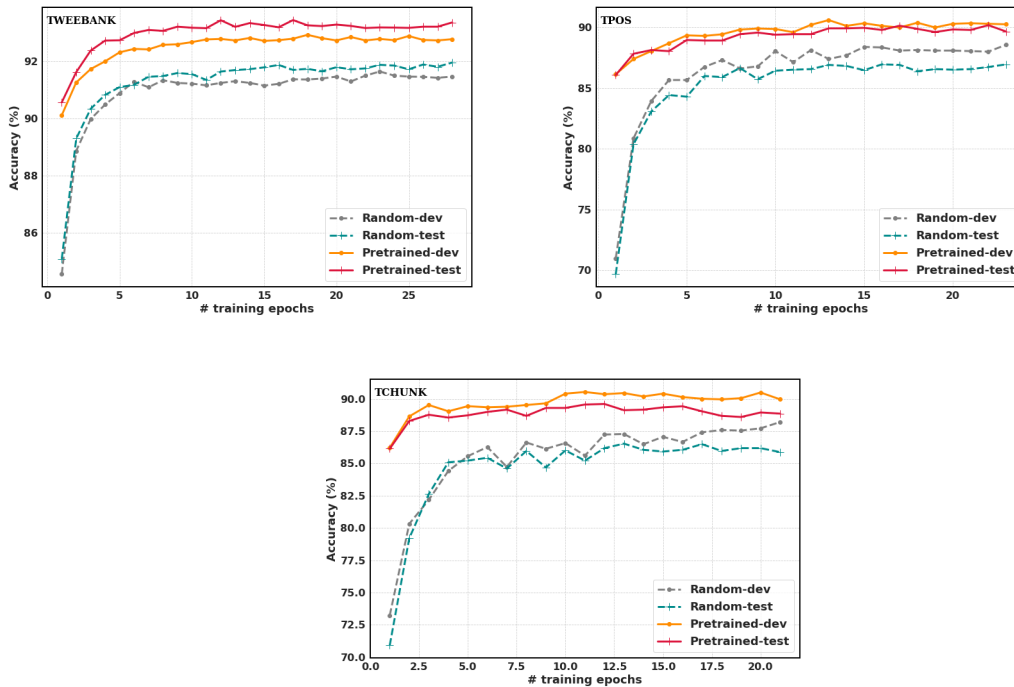 TWEEBANK
92
90
88
86
Accuracy (%)
0 5 10 15 20 25
# training epochs
Random-dev
Random-test
Pretrained-dev
Pretrained-test
TPOS
90
85
80
75
70
Accuracy (%)
0 5 10 15 20
# training epochs
Random-dev
Random-test
Pretrained-dev
Pretrained-test
TCHUNK
90.0
87.5
85.0
82.5
80.0
77.5
75.0
72.5
70.0
Accuracy (%)
0.0 2.5 5.0 7.5 10.0 12.5 15.0 17.5 20.0
# training epochs
Random-dev
Random-test
Pretrained-dev
Pretrained-test